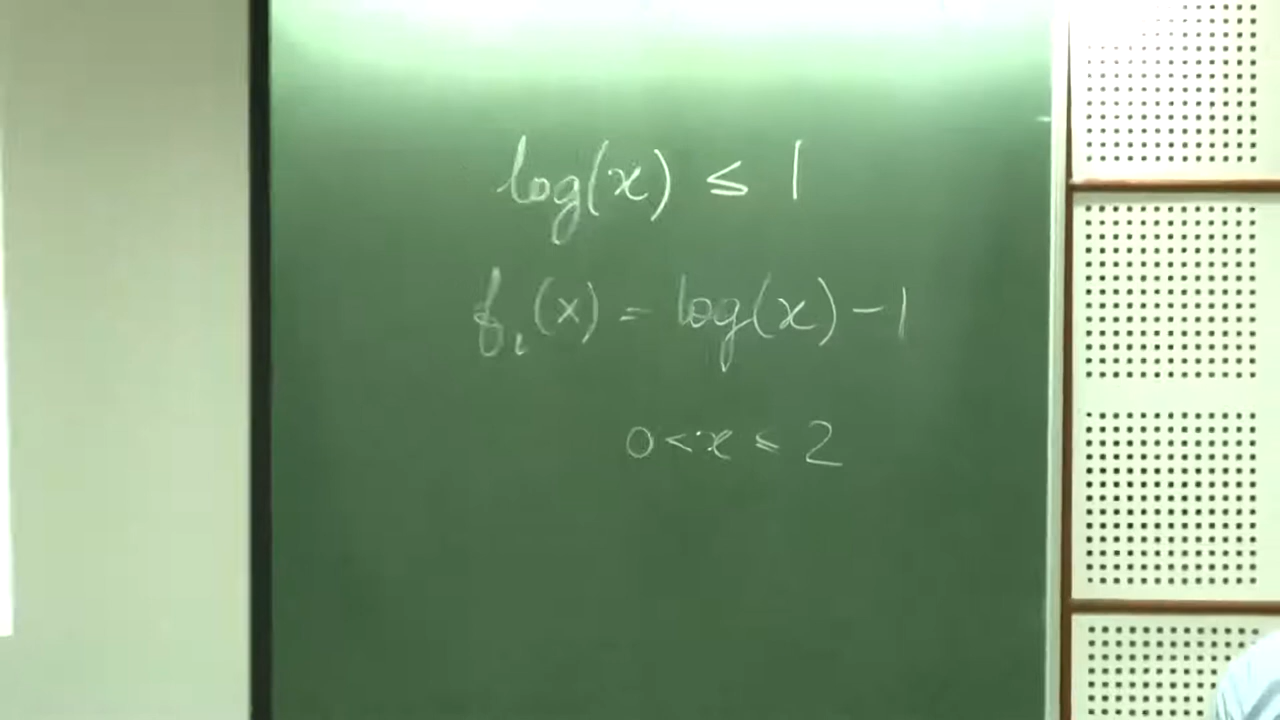 log(x) ≤ 1
f₁(x) = log(x) - 1
0 < x ≤ 2